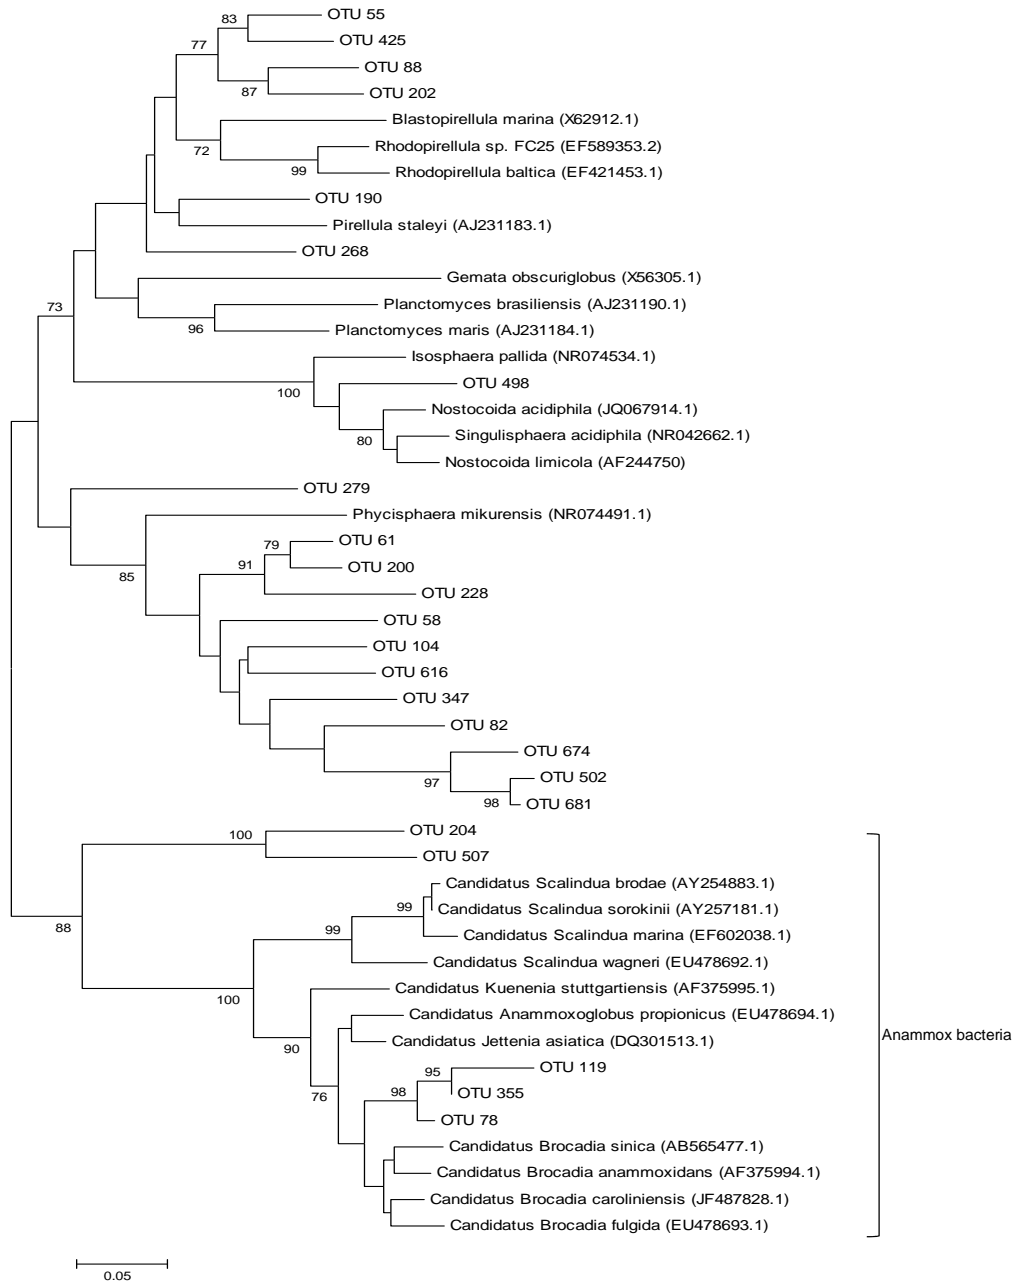 83
OTU 55
77
OTU 425
OTU 88
87
OTU 202
Blastopirellula marina (X62912.1)
72
Rhodopirellula sp. FC25 (EF589353.2)
99
Rhodopirellula baltica (EF421453.1)
OTU 190
Pirellula staleyi (AJ231183.1)
OTU 268
Gemata obscuriglobus (X56305.1)
73
Planctomyces brasiliensis (AJ231190.1)
96
Planctomyces maris (AJ231184.1)
Isosphaera pallida (NR074534.1)
100
OTU 498
Nostocoida acidiphila (JQ067914.1)
80
Singulisphaera acidiphila (NR042662.1)
Nostocoida limicola (AF244750)
OTU 279
Phycisphaera mikurensis (NR074491.1)
79
OTU 61
91
OTU 200
85
OTU 228
OTU 58
OTU 104
OTU 616
OTU 347
OTU 82
OTU 674
97
OTU 502
98
OTU 681
100
OTU 204
OTU 507
88
Candidatus Scalindua brodae (AY254883.1)
99
Candidatus Scalindua sorokinii (AY257181.1)
99
Candidatus Scalindua marina (EF602038.1)
Candidatus Scalindua wagneri (EU478692.1)
100
Candidatus Kuenenia stuttgartiensis (AF375995.1)
Candidatus Anammoxoglobus propionicus (EU478694.1)
90
Candidatus Jettenia asiatica (DQ301513.1)
Anammox bacteria
95
OTU 119
76
98
OTU 355
OTU 78
Candidatus Brocadia sinica (AB565477.1)
Candidatus Brocadia anammoxidans (AF375994.1)
Candidatus Brocadia caroliniensis (JF487828.1)
Candidatus Brocadia fulgida (EU478693.1)
0.05